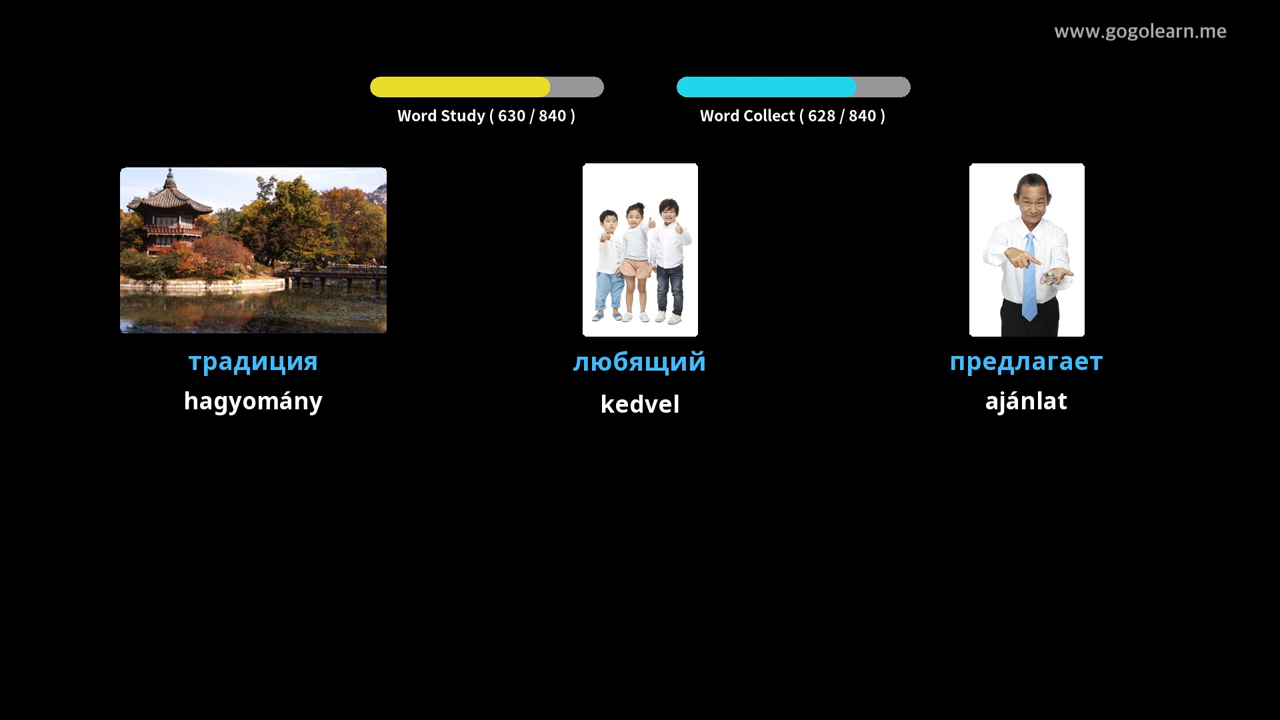 www.gogolearn.me
Word Study ( 630 / 840 )
Word Collect ( 628 / 840 )
традиция
любящий
предлагает
hagyomány
kedvel
ajánlat